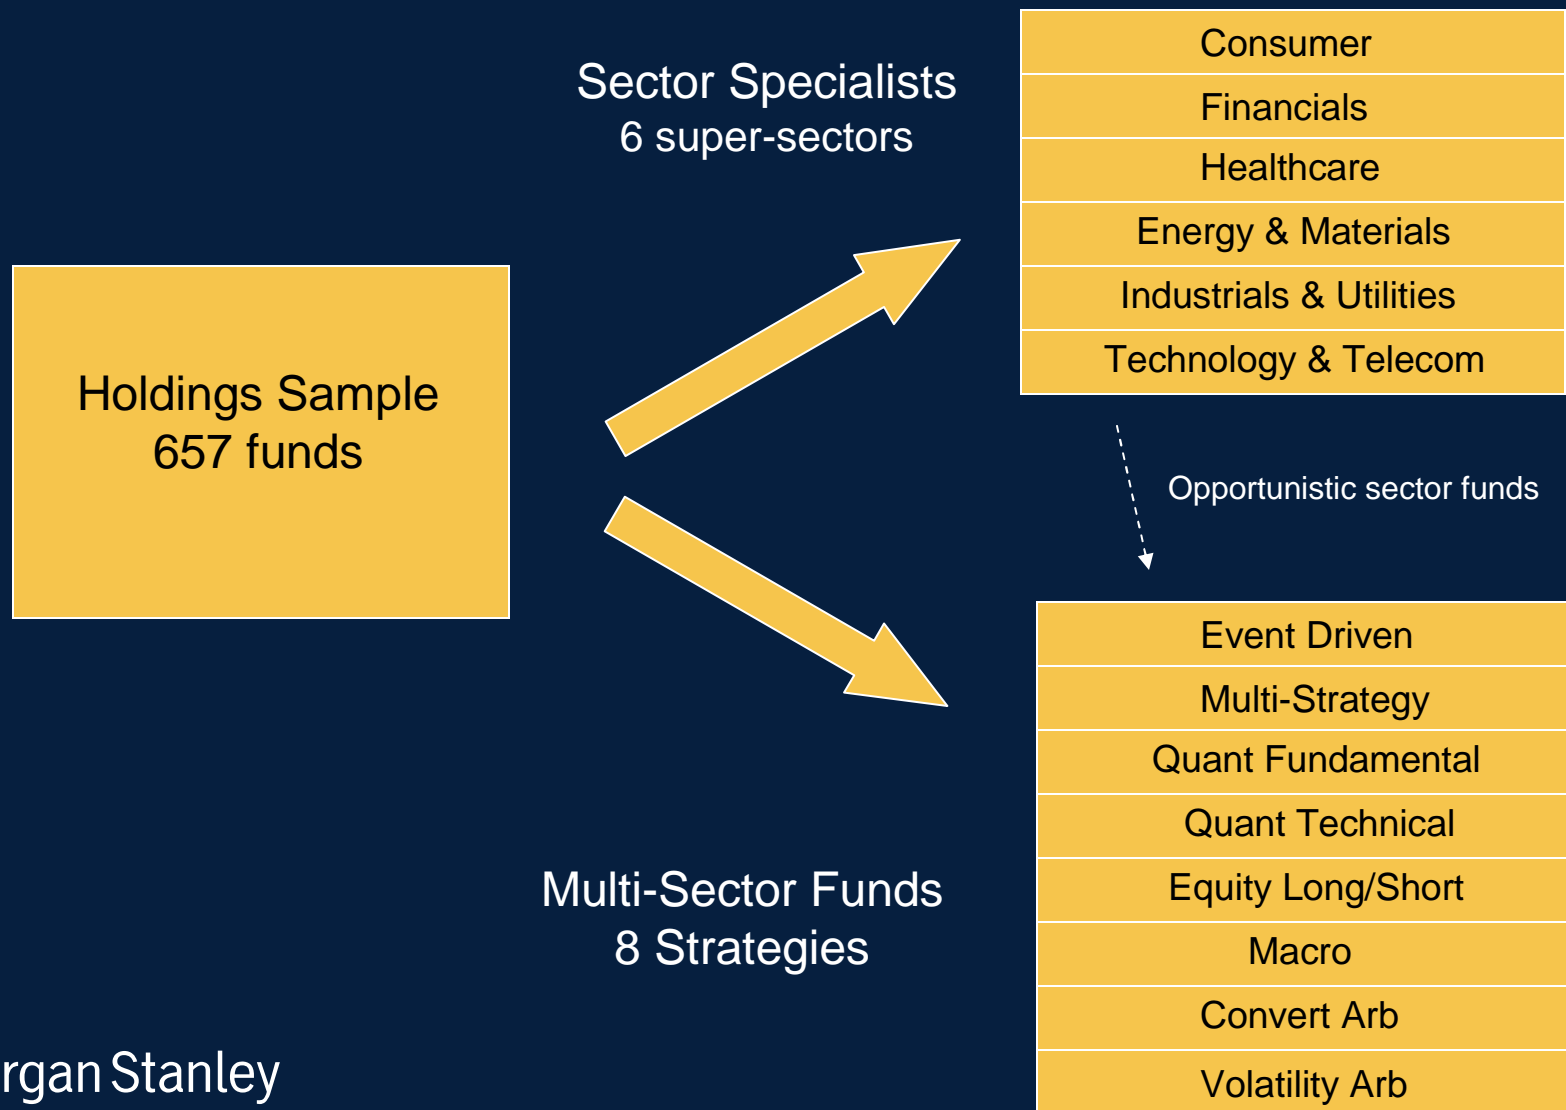 Sector Specialists
6 super-sectors
Consumer
Financials
Healthcare
Energy & Materials
Industrials & Utilities
Technology & Telecom
Holdings Sample
657 funds
Opportunistic sector funds
Multi-Sector Funds
8 Strategies
Event Driven
Multi-Strategy
Quant Fundamental
Quant Technical
Equity Long/Short
Macro
Convert Arb
Volatility Arb
rgan Stanley